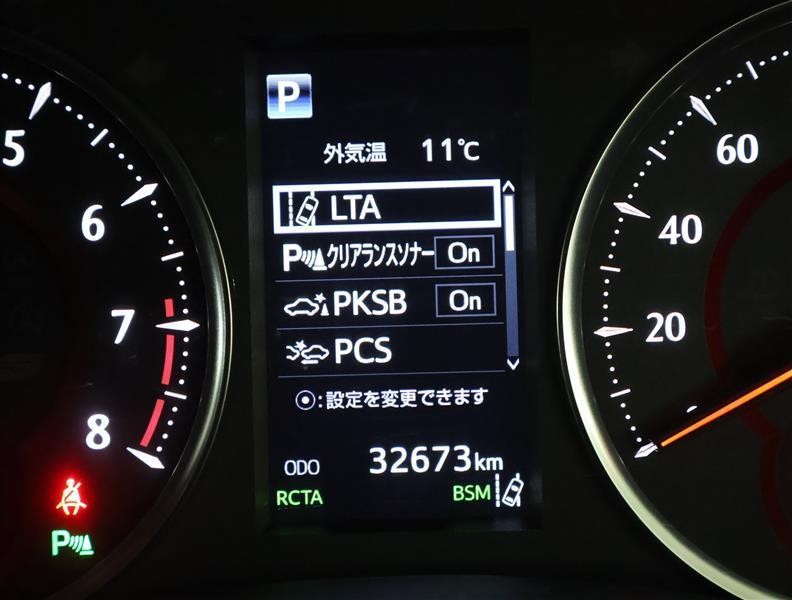 P
外気温 11℃
LTA
Pクリアランスソナー On
PKSB On
PCS
⦿:設定を変更できます
ODO 32673km
RCTA BSM
5
6
7
8
P
60
40
20